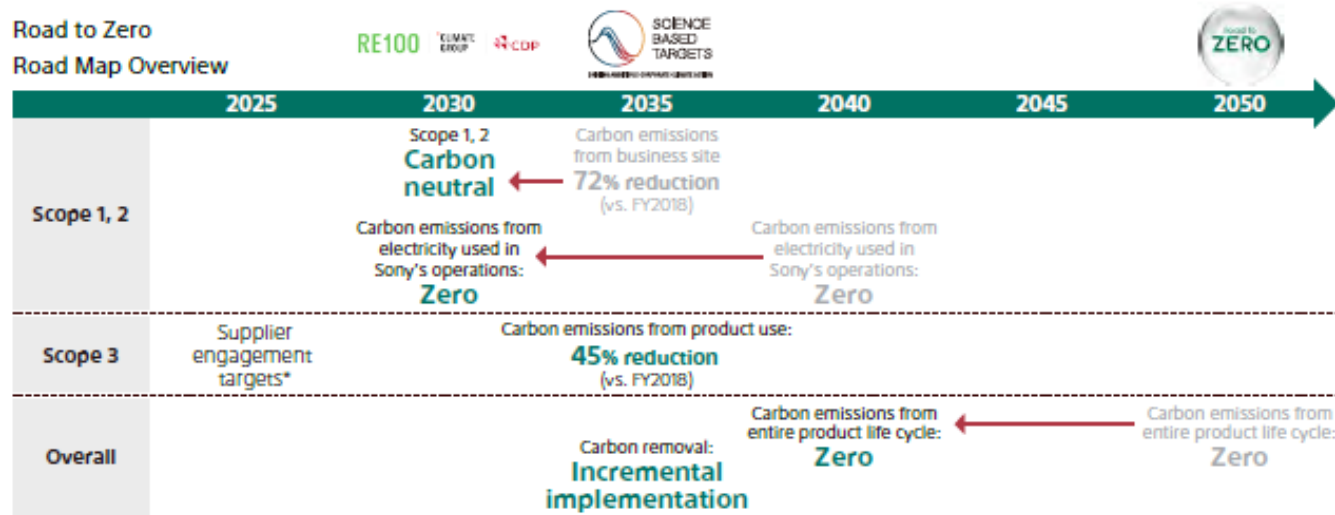 Road to Zero
Road Map Overview
RE100
CLIMATE
GROUP
CDP
SCIENCE
BASED
TARGETS
road to
ZERO
2025 2030 2035 2040 2045 2050
Scope 1, 2
Scope 1, 2
Carbon
neutral
Carbon emissions
from business site
72% reduction
(vs. FY2018)
Carbon emissions from
electricity used in
Sony's operations:
Zero
Carbon emissions from
electricity used in
Sony's operations:
Zero
Scope 3
Supplier
engagement
targets*
Carbon emissions from product use:
45% reduction
(vs. FY2018)
Overall
Carbon removal:
Incremental
implementation
Carbon emissions from
entire product life cycle:
Zero
Carbon emissions from
entire product life cycle:
Zero